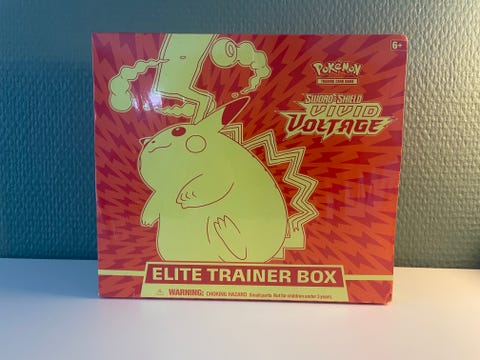 6+
POKéMON
TRADING CARD GAME
SWORD & SHIELD
VIVID
VOLTAGE
ELITE TRAINER BOX
WARNING: CHOKING HAZARD Small parts. Not for children under 3 years.